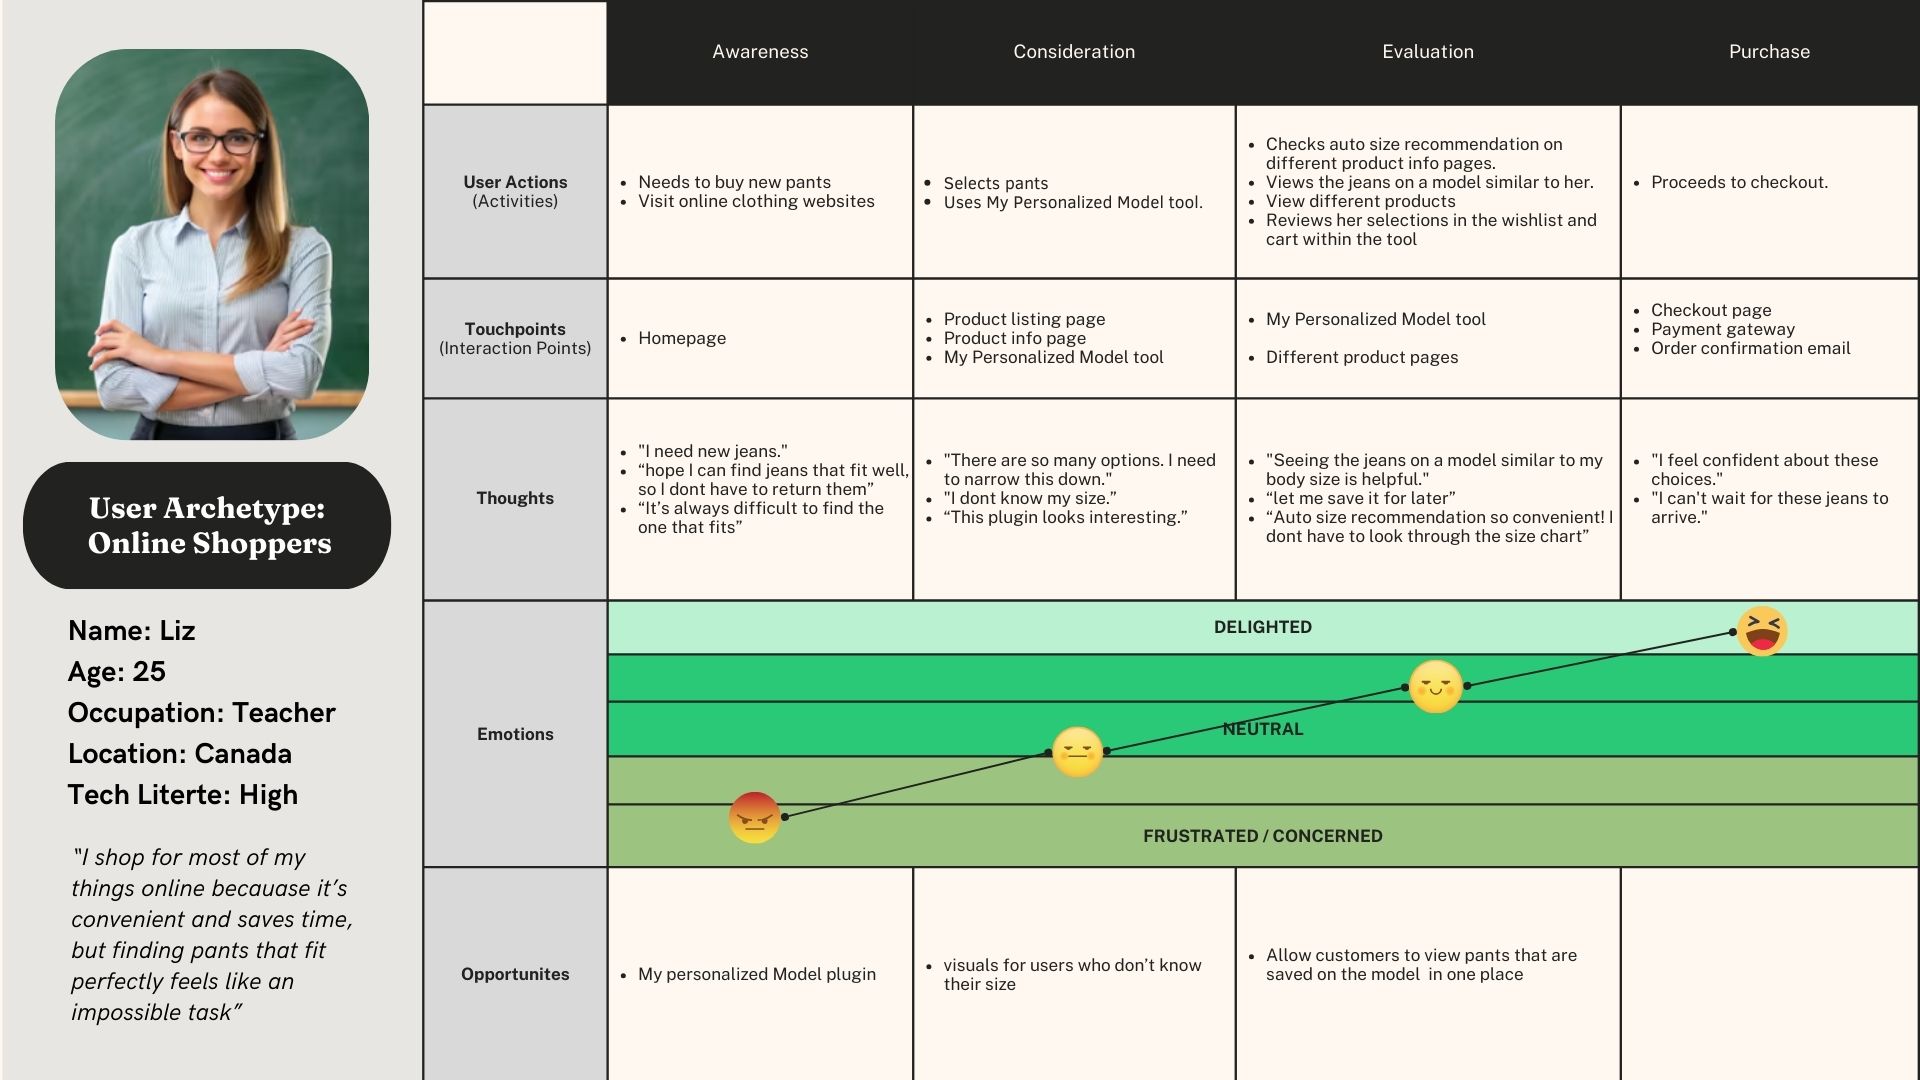 Awareness
Consideration
Evaluation
Purchase
User Archetype:
Online Shoppers
Name: Liz
Age: 25
Occupation: Teacher
Location: Canada
Tech Literte: High
“I shop for most of my
things online becauase it’s
convenient and saves time,
but finding pants that fit
perfectly feels like an
impossible task”
User Actions
(Activities)
• Needs to buy new pants
• Visit online clothing websites
• Selects pants
• Uses My Personalized Model tool.
• Checks auto size recommendation on
different product info pages.
• Views the jeans on a model similar to her.
• View different products
• Reviews her selections in the wishlist and
cart within the tool
• Proceeds to checkout.
Touchpoints
(Interaction Points)
• Homepage
• Product listing page
• Product info page
• My Personalized Model tool
• My Personalized Model tool
• Different product pages
• Checkout page
• Payment gateway
• Order confirmation email
Thoughts
• "I need new jeans."
• “hope I can find jeans that fit well,
so I dont have to return them”
• “It’s always difficult to find the
one that fits”
• "There are so many options. I need
to narrow this down."
• "I dont know my size.”
• “This plugin looks interesting.”
• "Seeing the jeans on a model similar to my
body size is helpful."
• “let me save it for later”
• “Auto size recommendation so convenient! I
dont have to look through the size chart”
• "I feel confident about these
choices."
• "I can't wait for these jeans to
arrive."
Emotions
DELIGHTED
NEUTRAL
FRUSTRATED / CONCERNED
Opportunites
• My personalized Model plugin
• visuals for users who don’t know
their size
• Allow customers to view pants that are
saved on the model  in one place